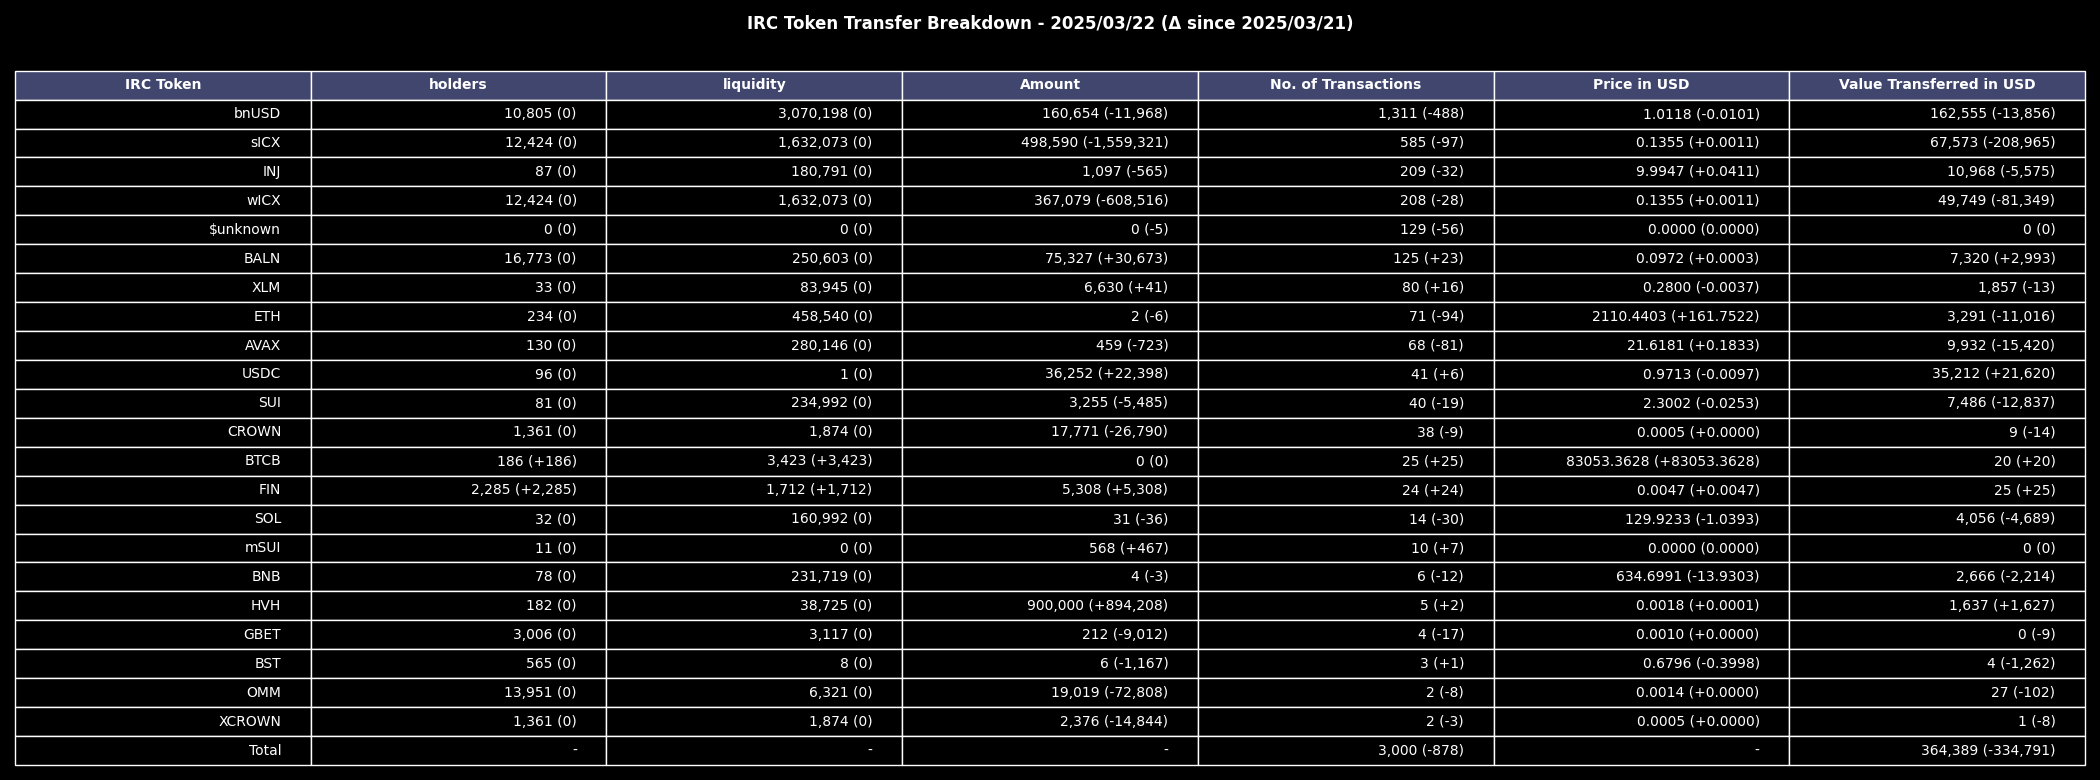 IRC Token Transfer Breakdown - 2025/03/22 (Δ since 2025/03/21)
IRC Token holders liquidity Amount No. of Transactions Price in USD Value Transferred in USD
bnUSD 10,805 (0) 3,070,198 (0) 160,654 (-11,968) 1,311 (-488) 1.0118 (-0.0101) 162,555 (-13,856)
sICX 12,424 (0) 1,632,073 (0) 498,590 (-1,559,321) 585 (-97) 0.1355 (+0.0011) 67,573 (-208,965)
INJ 87 (0) 180,791 (0) 1,097 (-565) 209 (-32) 9.9947 (+0.0411) 10,968 (-5,575)
wICX 12,424 (0) 1,632,073 (0) 367,079 (-608,516) 208 (-28) 0.1355 (+0.0011) 49,749 (-81,349)
$unknown 0 (0) 0 (0) 0 (-5) 129 (-56) 0.0000 (0.0000) 0 (0)
BALN 16,773 (0) 250,603 (0) 75,327 (+30,673) 125 (+23) 0.0972 (+0.0003) 7,320 (+2,993)
XLM 33 (0) 83,945 (0) 6,630 (+41) 80 (+16) 0.2800 (-0.0037) 1,857 (-13)
ETH 234 (0) 458,540 (0) 2 (-6) 71 (-94) 2110.4403 (+161.7522) 3,291 (-11,016)
AVAX 130 (0) 280,146 (0) 459 (-723) 68 (-81) 21.6181 (+0.1833) 9,932 (-15,420)
USDC 96 (0) 1 (0) 36,252 (+22,398) 41 (+6) 0.9713 (-0.0097) 35,212 (+21,620)
SUI 81 (0) 234,992 (0) 3,255 (-5,485) 40 (-19) 2.3002 (-0.0253) 7,486 (-12,837)
CROWN 1,361 (0) 1,874 (0) 17,771 (-26,790) 38 (-9) 0.0005 (+0.0000) 9 (-14)
BTCB 186 (+186) 3,423 (+3,423) 0 (0) 25 (+25) 83053.3628 (+83053.3628) 20 (+20)
FIN 2,285 (+2,285) 1,712 (+1,712) 5,308 (+5,308) 24 (+24) 0.0047 (+0.0047) 25 (+25)
SOL 32 (0) 160,992 (0) 31 (-36) 14 (-30) 129.9233 (-1.0393) 4,056 (-4,689)
mSUI 11 (0) 0 (0) 568 (+467) 10 (+7) 0.0000 (0.0000) 0 (0)
BNB 78 (0) 231,719 (0) 4 (-3) 6 (-12) 634.6991 (-13.9303) 2,666 (-2,214)
HVH 182 (0) 38,725 (0) 900,000 (+894,208) 5 (+2) 0.0018 (+0.0001) 1,637 (+1,627)
GBET 3,006 (0) 3,117 (0) 212 (-9,012) 4 (-17) 0.0010 (+0.0000) 0 (-9)
BST 565 (0) 8 (0) 6 (-1,167) 3 (+1) 0.6796 (-0.3998) 4 (-1,262)
OMM 13,951 (0) 6,321 (0) 19,019 (-72,808) 2 (-8) 0.0014 (+0.0000) 27 (-102)
XCROWN 1,361 (0) 1,874 (0) 2,376 (-14,844) 2 (-3) 0.0005 (+0.0000) 1 (-8)
Total - - - 3,000 (-878) - 364,389 (-334,791)